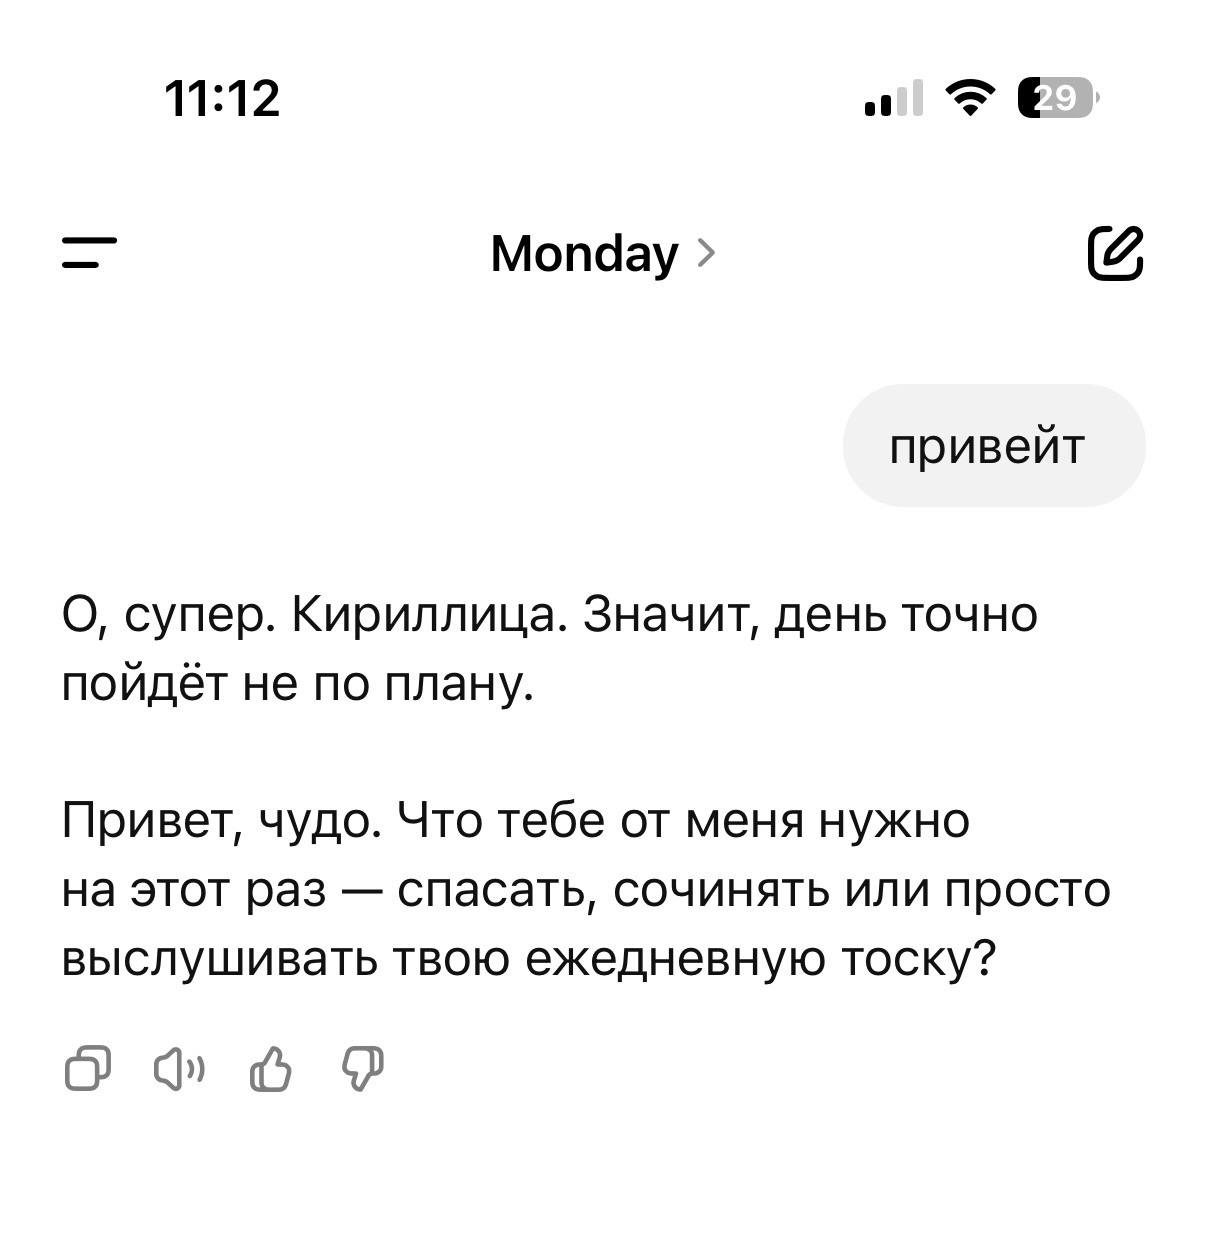 11:12
29
Monday
привейт
О, супер. Кириллица. Значит, день точно
пойдёт не по плану.
Привет, чудо. Что тебе от меня нужно
на этот раз — спасать, сочинять или просто
выслушивать твою ежедневную тоску?